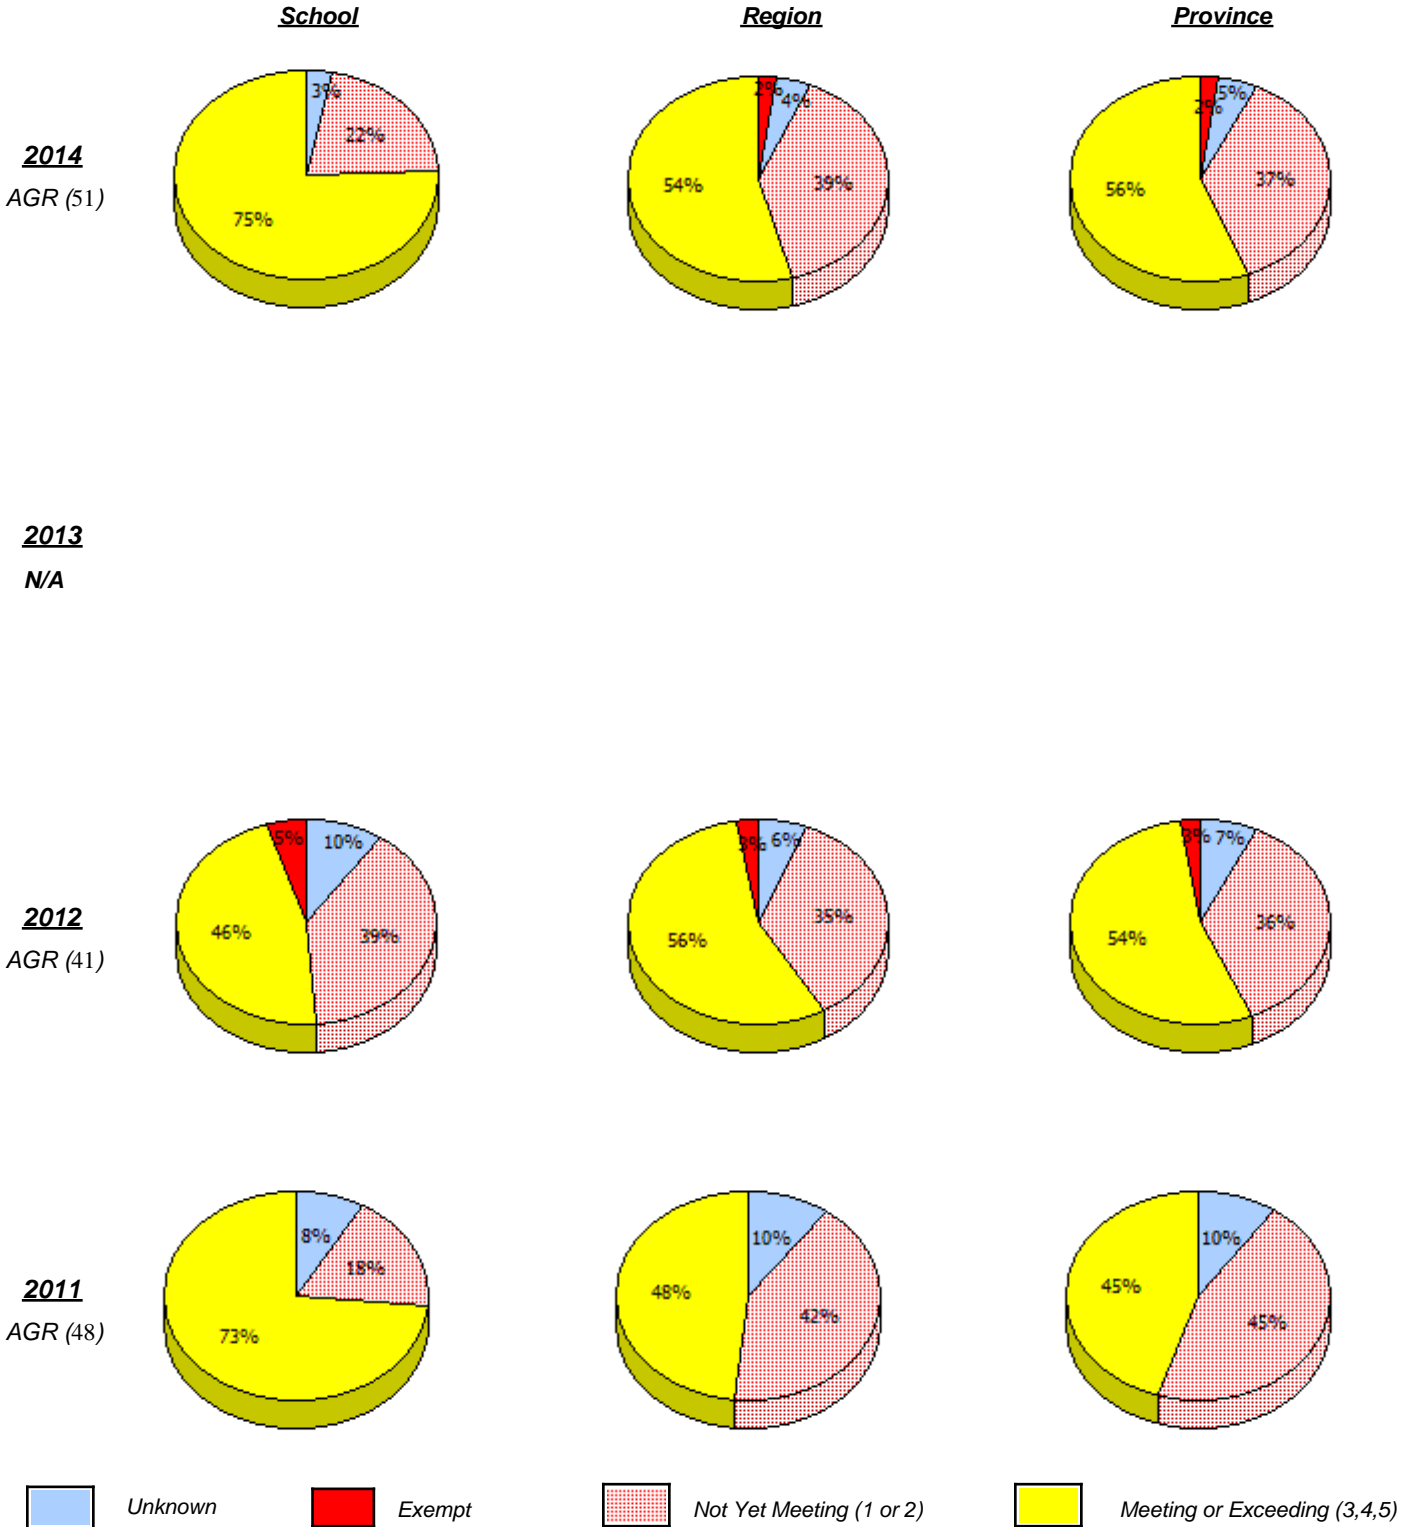 School Region Province
3% 22% 75%
2% 4% 39% 54%
2% 5% 37% 56%
2014
AGR (51)
2013
N/A
5% 10% 39% 46%
3% 6% 35% 56%
3% 7% 36% 54%
2012
AGR (41)
8% 18% 73%
10% 42% 48%
10% 45% 45%
2011
AGR (48)
Unknown Exempt Not Yet Meeting (1 or 2) Meeting or Exceeding (3,4,5)